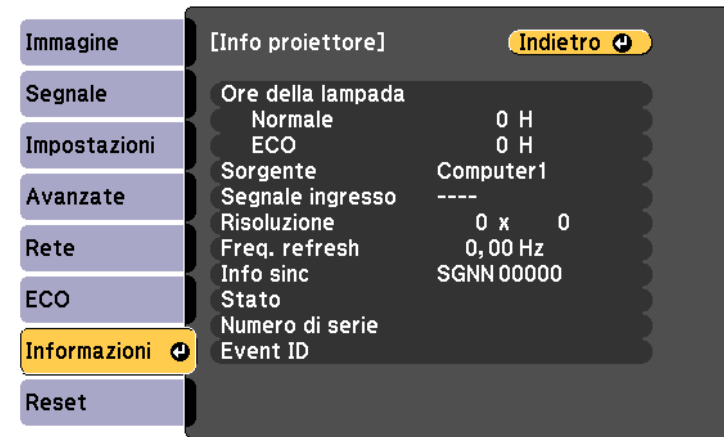 Immagine
Segnale
Impostazioni
Avanzate
Rete
ECO
Informazioni
Reset
[Info proiettore] Indietro
Ore della lampada
Normale 0 H
ECO 0 H
Sorgente Computer1
Segnale ingresso ----
Risoluzione 0 x 0
Freq. refresh 0,00 Hz
Info sinc SGNN 00000
Stato
Numero di serie
Event ID